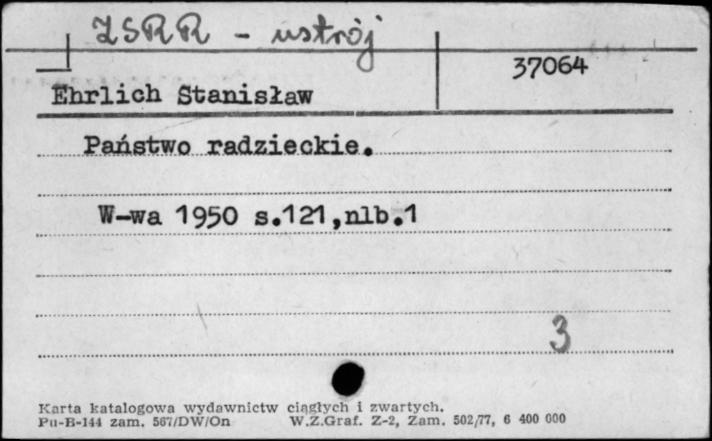 ZSRR - ustrój
37064
Ehrlich Stanisław
Państwo radzieckie.
W-wa 1950 s.121,nlb.1
3
Karta katalogowa wydawnictw ciągłych i zwartych.
Pu-B-144 zam. 567/DW/On W.Z.Graf. Z-2, Zam. 502/77, 6 400 000